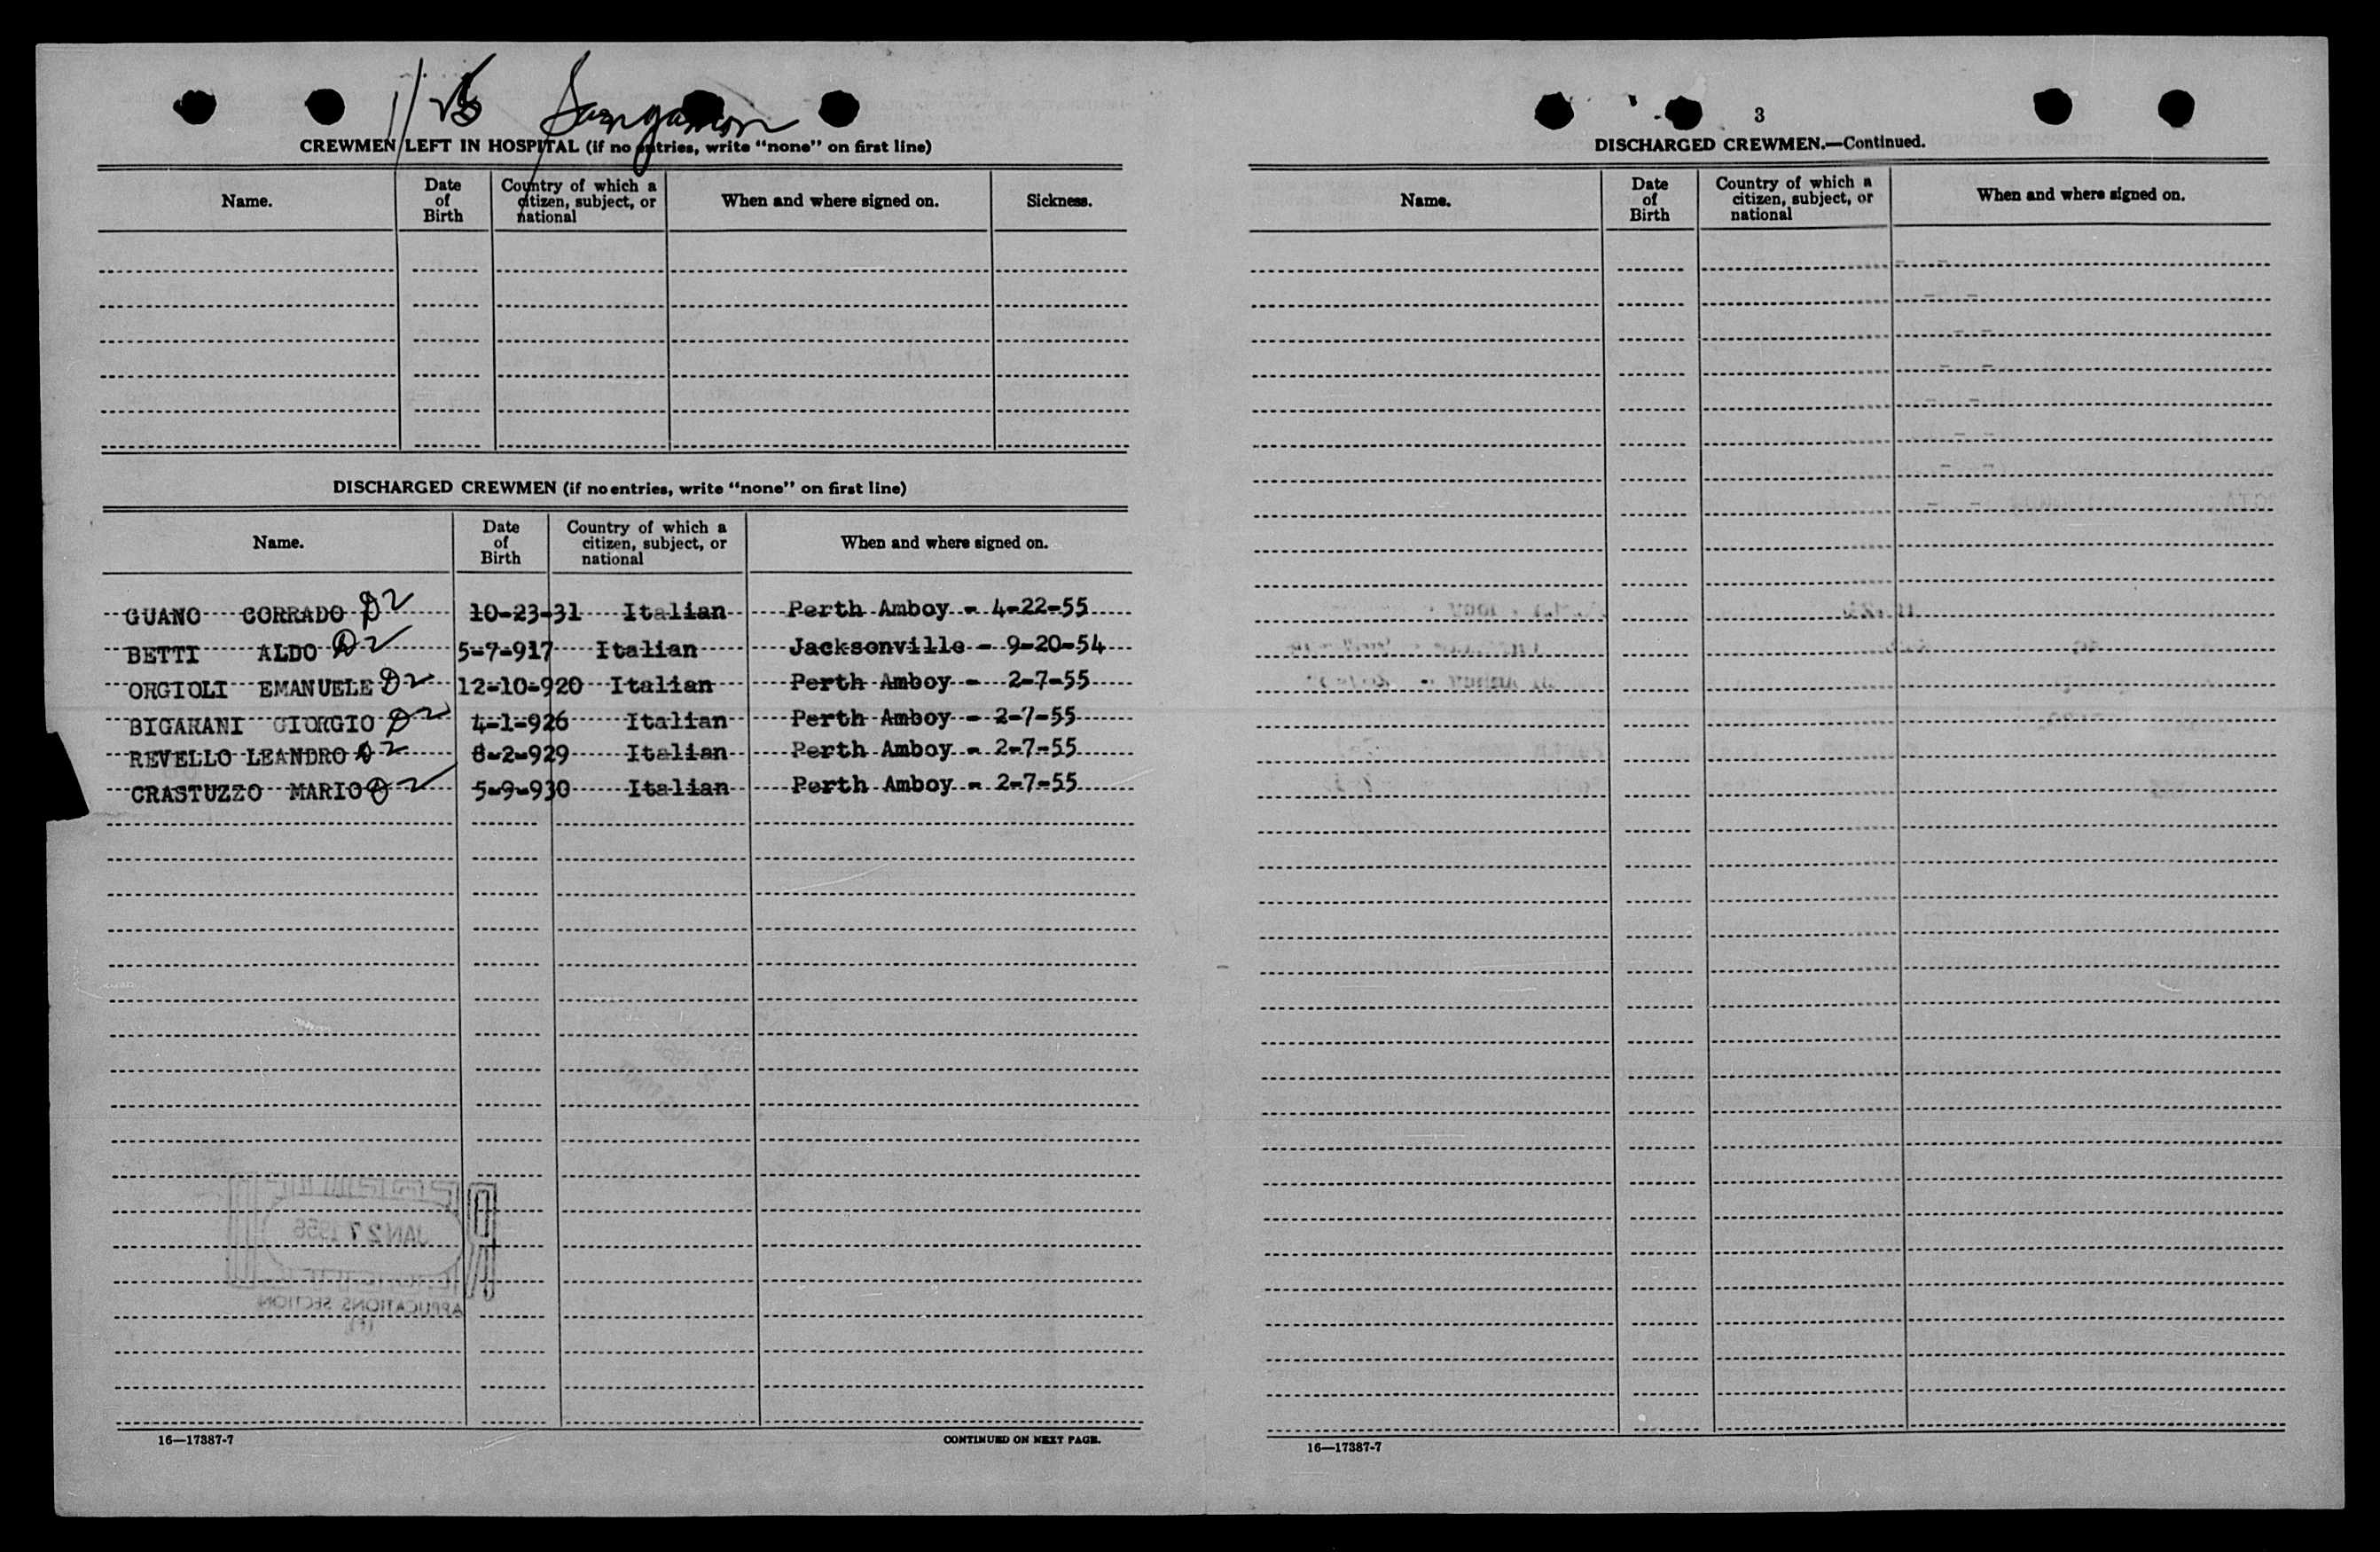 Sangamon
CREWMEN LEFT IN HOSPITAL (if no entries, write "none" on first line)
Name. Date of Birth Country of which a citizen, subject, or national When and where signed on. Sickness.
DISCHARGED CREWMEN (if no entries, write "none" on first line)
Name. Date of Birth Country of which a citizen, subject, or national When and where signed on.
GUANO CORRADO D2 10-23-31 Italian Perth Amboy - 4-22-55
BETTI ALDO D2 5-7-917 Italian Jacksonville - 9-20-54
ORGIOLI EMANUELE D2 12-10-920 Italian Perth Amboy - 2-7-55
BIGARANI GIORGIO D2 4-1-926 Italian Perth Amboy - 2-7-55
REVELLO LEANDRO D2 8-2-929 Italian Perth Amboy - 2-7-55
CRASTUZZO MARIO D2 5-9-930 Italian Perth Amboy - 2-7-55
JAN 27 1956
APPLICATIONS SECTION
16—17387-7 CONTINUED ON NEXT PAGE.
3
DISCHARGED CREWMEN.—Continued.
Name. Date of Birth Country of which a citizen, subject, or national When and where signed on.
16—17387-7